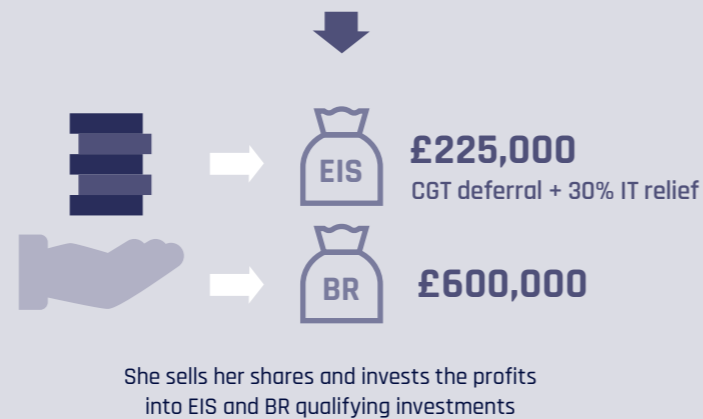 EIS
£225,000
CGT deferral + 30% IT relief
BR
£600,000
She sells her shares and invests the profits
into EIS and BR qualifying investments